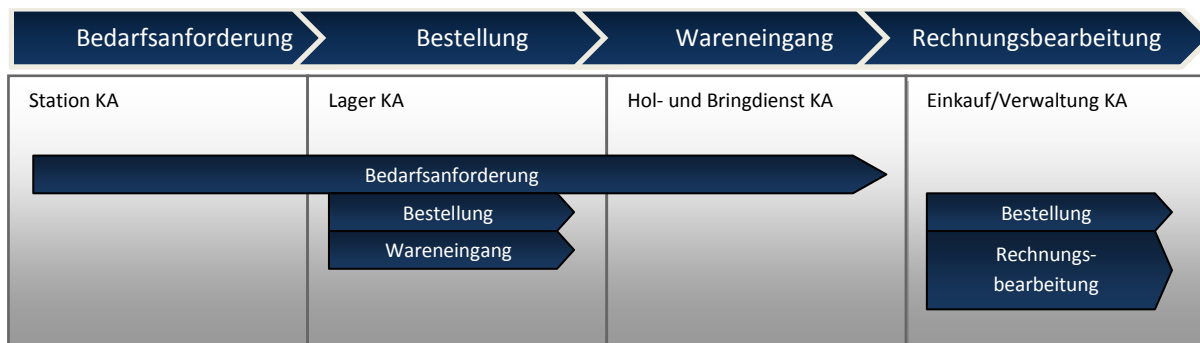 Bedarfsanforderung
Bestellung
Wareneingang
Rechnungsbearbeitung
Station KA
Lager KA
Hol- und Bringdienst KA
Einkauf/Verwaltung KA
Bedarfsanforderung
Bestellung
Bestellung
Wareneingang
Rechnungs-
bearbeitung